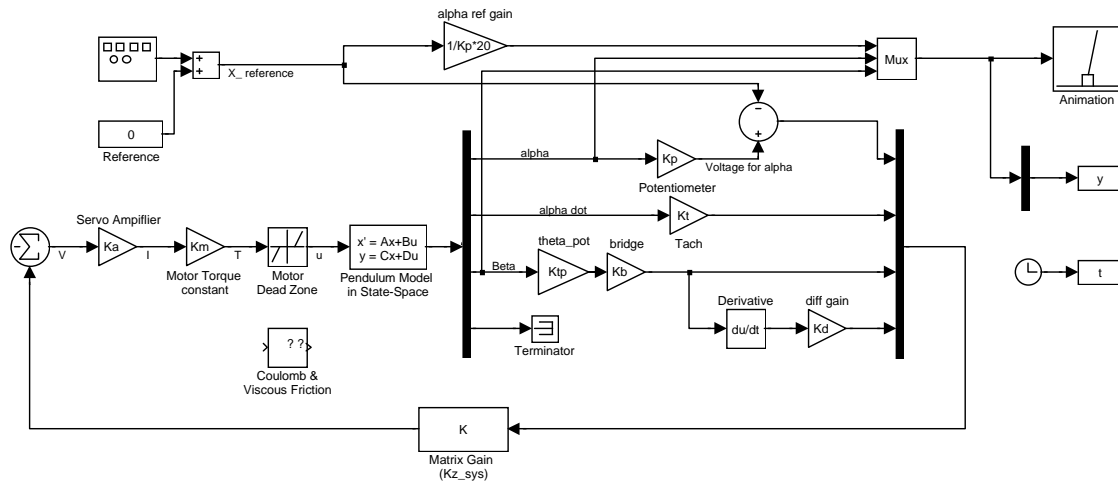 alpha ref gain
1/Kp*20
+
+
X_ reference
Mux
Animation
0
Reference
−
+
alpha
Kp
Voltage for alpha
Potentiometer
y
Servo Ampiflier
alpha dot
Kt
Tach
-
Σ
V
Ka
I
Km
T
u
x' = Ax+Bu
y = Cx+Du
Motor Torque
constant
Motor
Dead Zone
Pendulum Model
in State-Space
Beta
theta_pot
Ktp
bridge
Kb
t
Derivative
du/dt
diff gain
Kd
Terminator
? ?
Coulomb &
Viscous Friction
K
Matrix Gain
(Kz_sys)